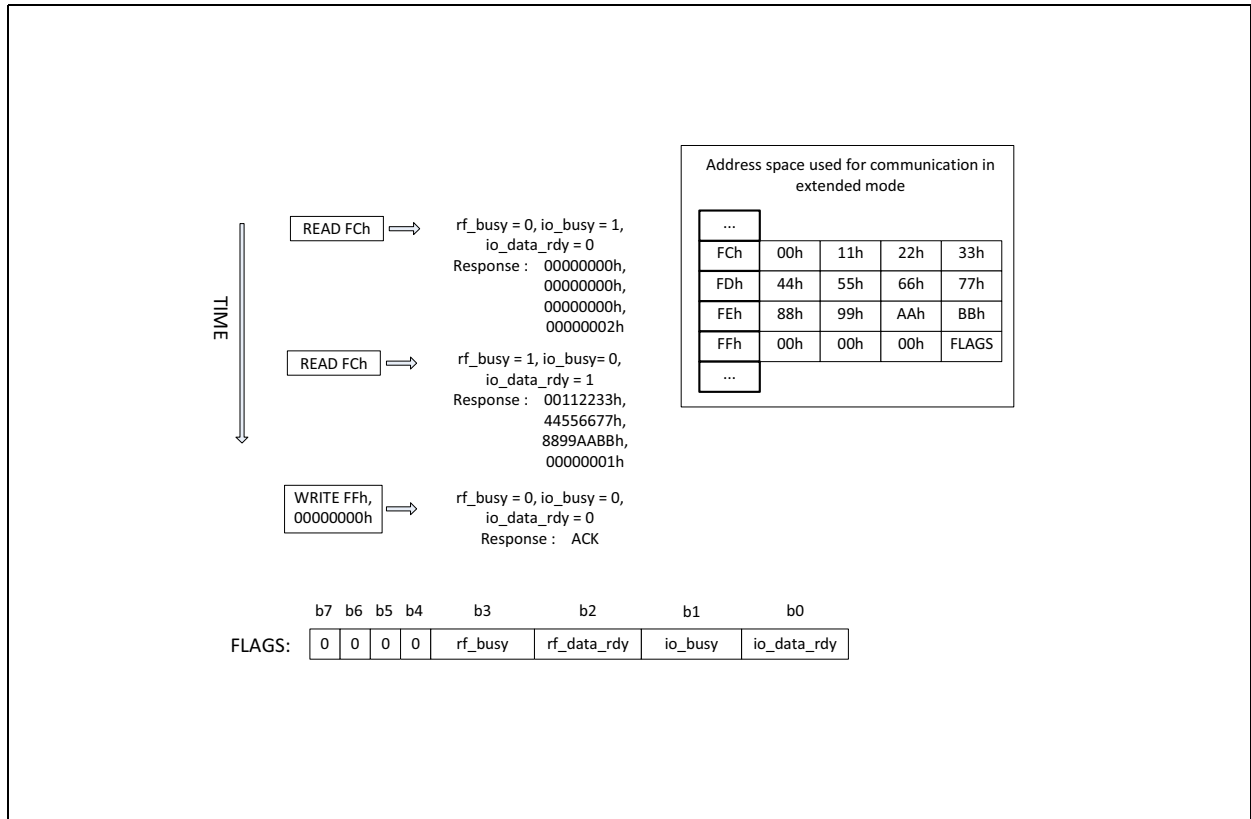 Address space used for communication in
extended mode
...
FCh 00h 11h 22h 33h
FDh 44h 55h 66h 77h
FEh 88h 99h AAh BBh
FFh 00h 00h 00h FLAGS
...
TIME
READ FCh
rf_busy = 0, io_busy = 1,
io_data_rdy = 0
Response : 00000000h,
00000000h,
00000000h,
00000002h
READ FCh
rf_busy = 1, io_busy= 0,
io_data_rdy = 1
Response : 00112233h,
44556677h,
8899AABBh,
00000001h
WRITE FFh,
00000000h
rf_busy = 0, io_busy = 0,
io_data_rdy = 0
Response : ACK
b7 b6 b5 b4 b3 b2 b1 b0
FLAGS: 0 0 0 0 rf_busy rf_data_rdy io_busy io_data_rdy